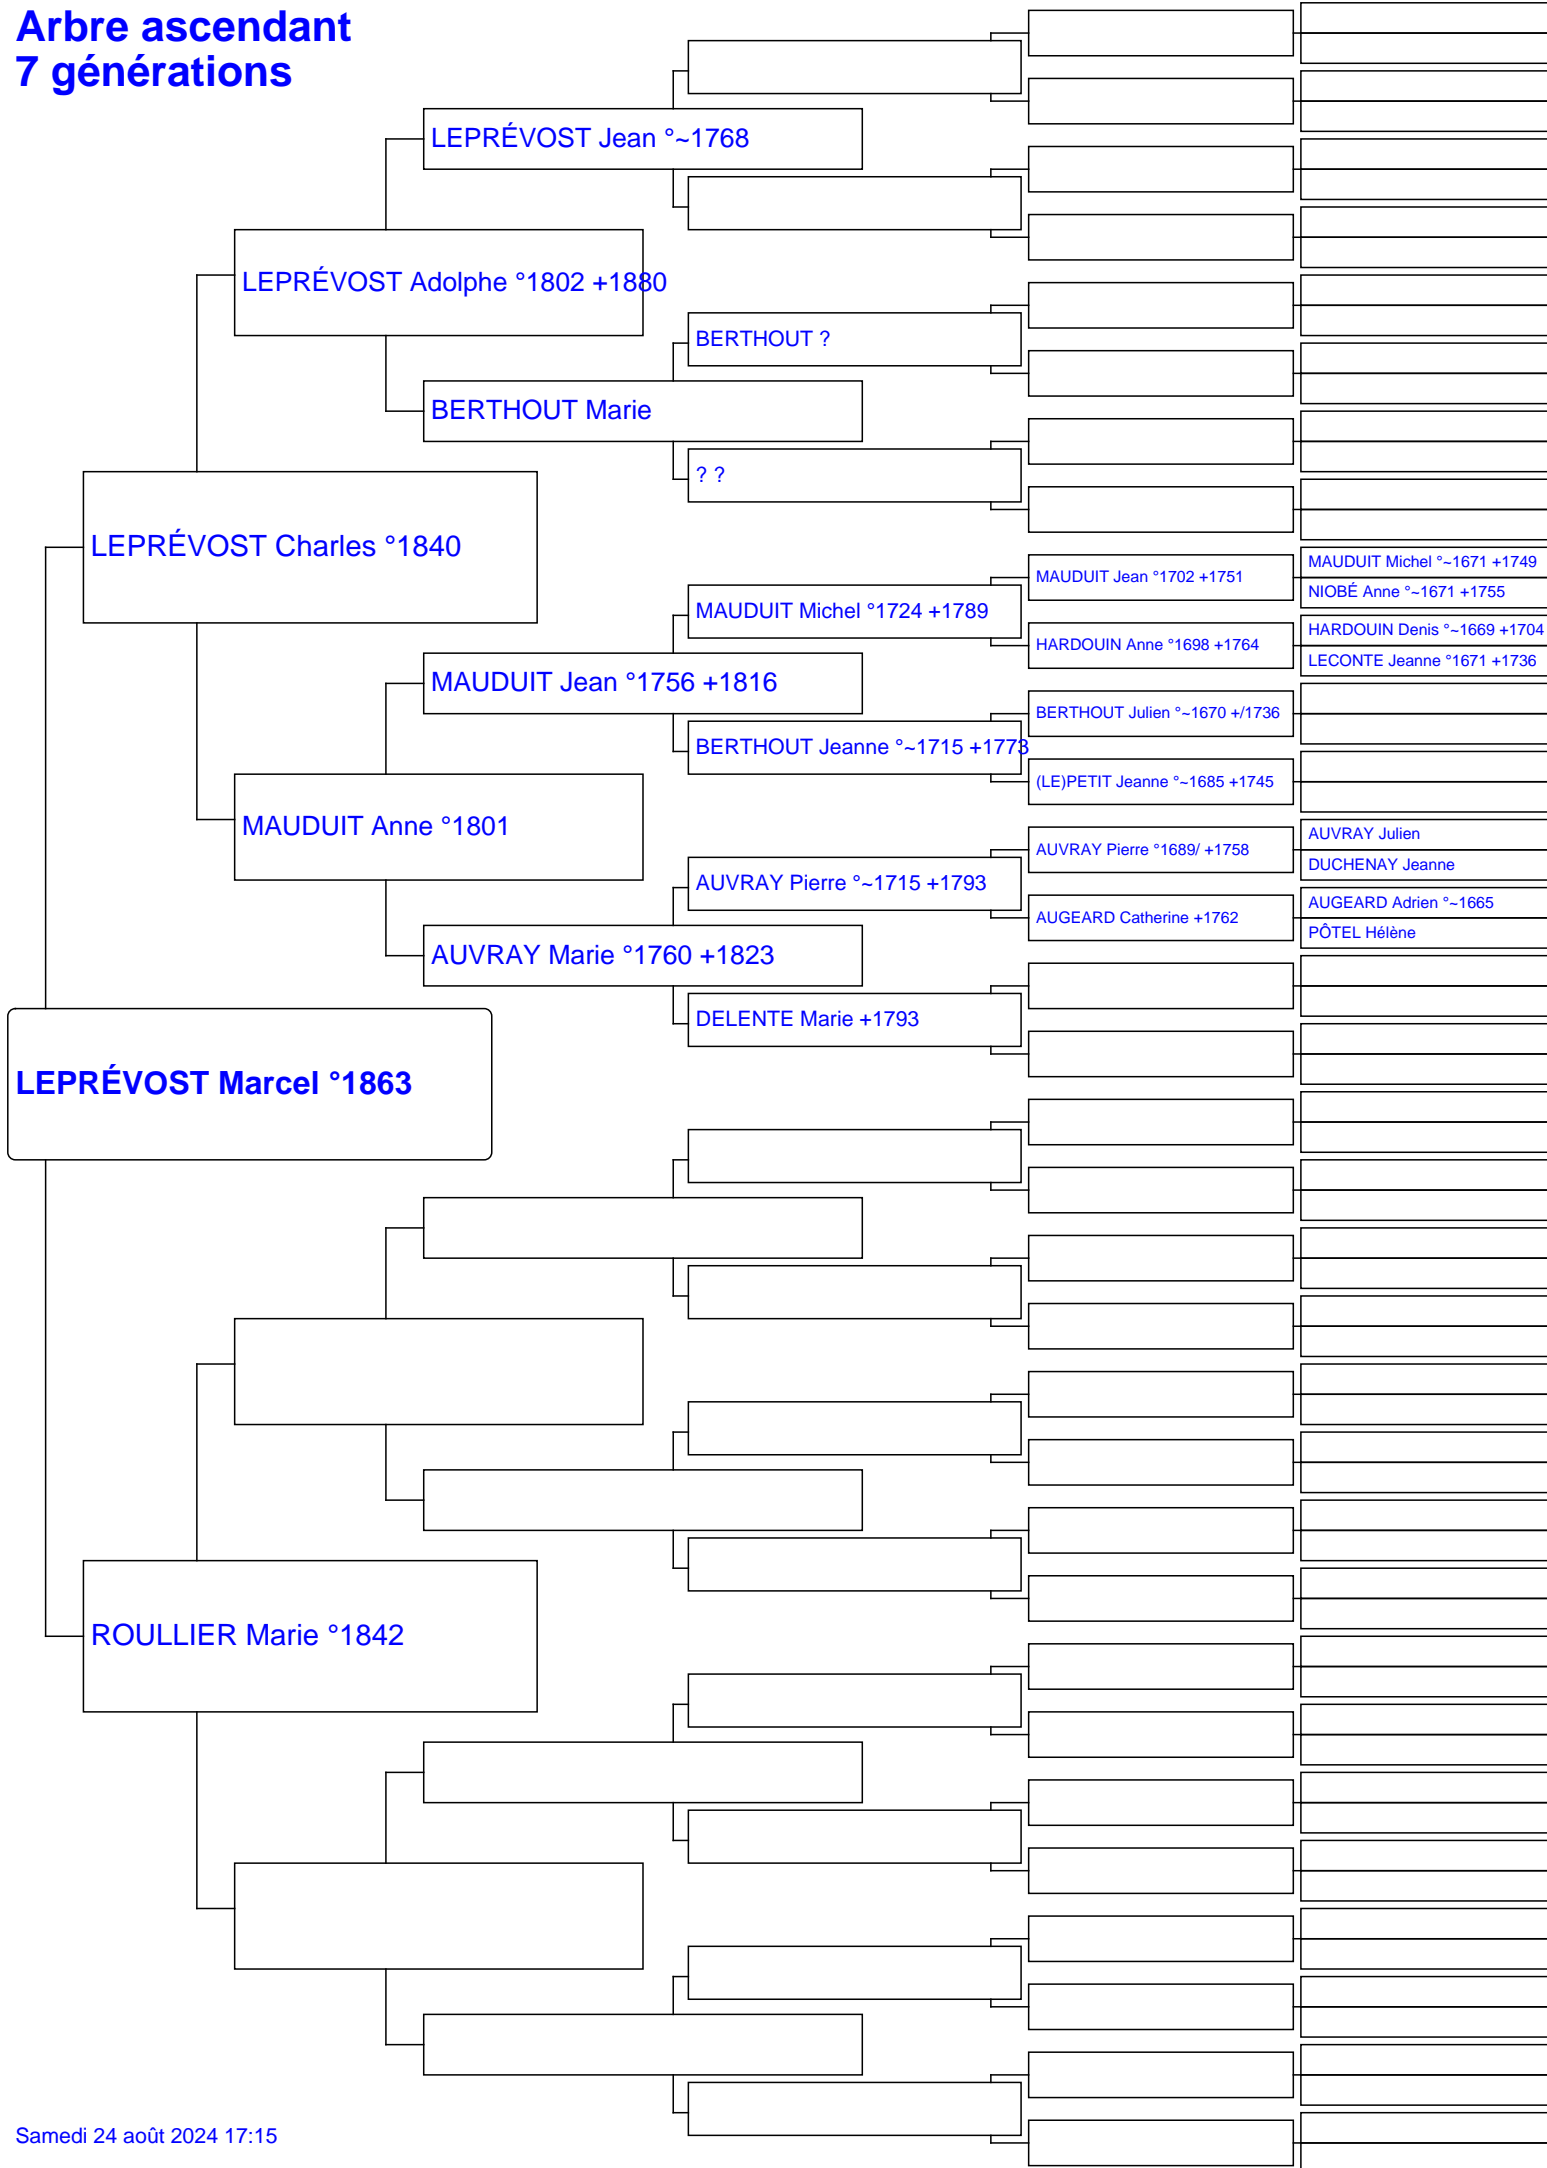 Arbre ascendant
7 générations
LEPRÉVOST Jean °~1768
LEPRÉVOST Adolphe °1802 +1880
BERTHOUT ?
BERTHOUT Marie
? ?
LEPRÉVOST Charles °1840
MAUDUIT Michel °~1671 +1749
MAUDUIT Jean °1702 +1751
NIOBÉ Anne °~1671 +1755
MAUDUIT Michel °1724 +1789
HARDOUIN Denis °~1669 +1704
HARDOUIN Anne °1698 +1764
LECONTE Jeanne °1671 +1736
MAUDUIT Jean °1756 +1816
BERTHOUT Julien °~1670 +/1736
BERTHOUT Jeanne °~1715 +1773
(LE)PETIT Jeanne °~1685 +1745
MAUDUIT Anne °1801
AUVRAY Julien
AUVRAY Pierre °1689/ +1758
DUCHENAY Jeanne
AUVRAY Pierre °~1715 +1793
AUGEARD Adrien °~1665
AUGEARD Catherine +1762
PÔTEL Hélène
AUVRAY Marie °1760 +1823
DELENTE Marie +1793
LEPRÉVOST Marcel °1863
ROULLIER Marie °1842
Samedi 24 août 2024 17:15